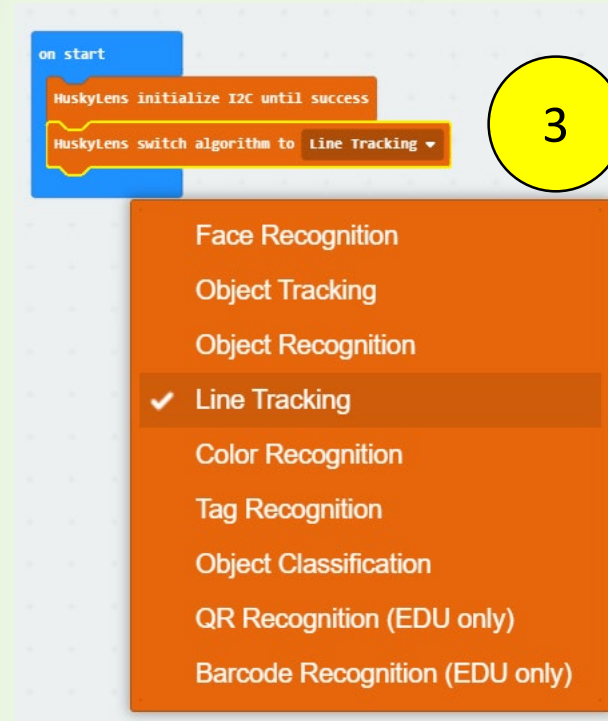 on start
HuskyLens initialize I2C until success
HuskyLens switch algorithm to Line Tracking
3
Face Recognition
Object Tracking
Object Recognition
Line Tracking
Color Recognition
Tag Recognition
Object Classification
QR Recognition (EDU only)
Barcode Recognition (EDU only)